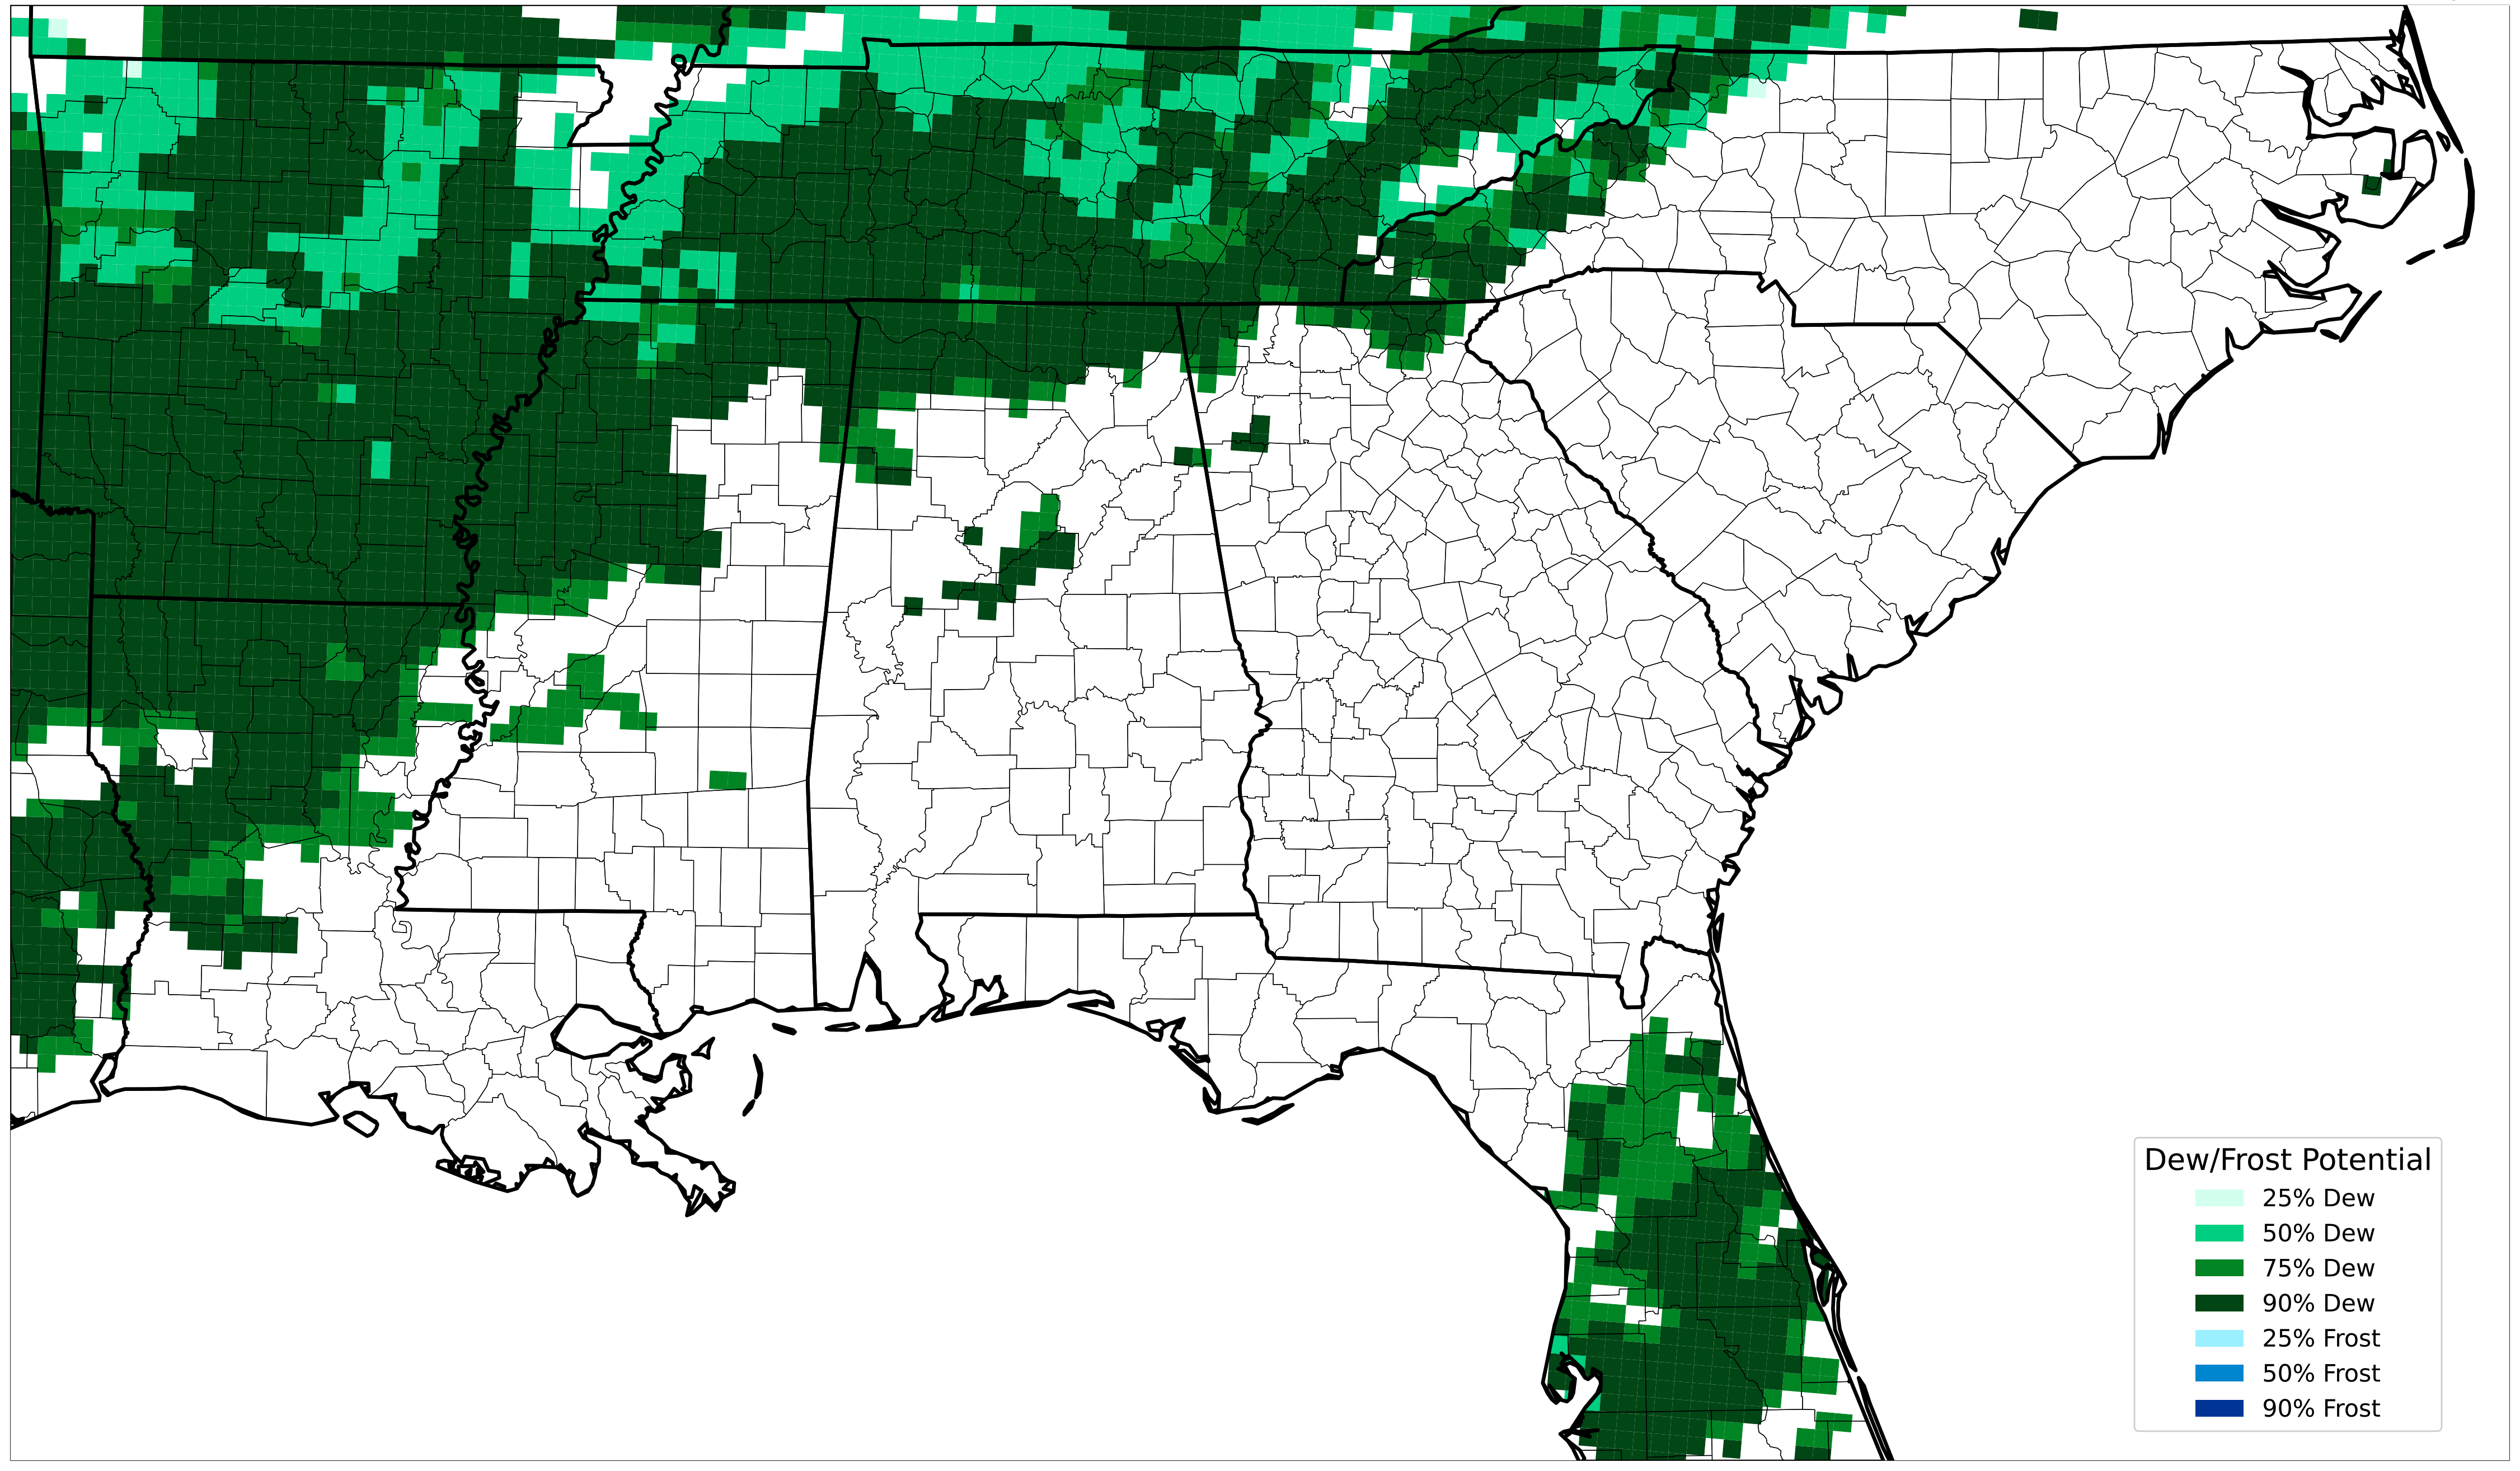 Dew/Frost Potential
25% Dew
50% Dew
75% Dew
90% Dew
25% Frost
50% Frost
90% Frost